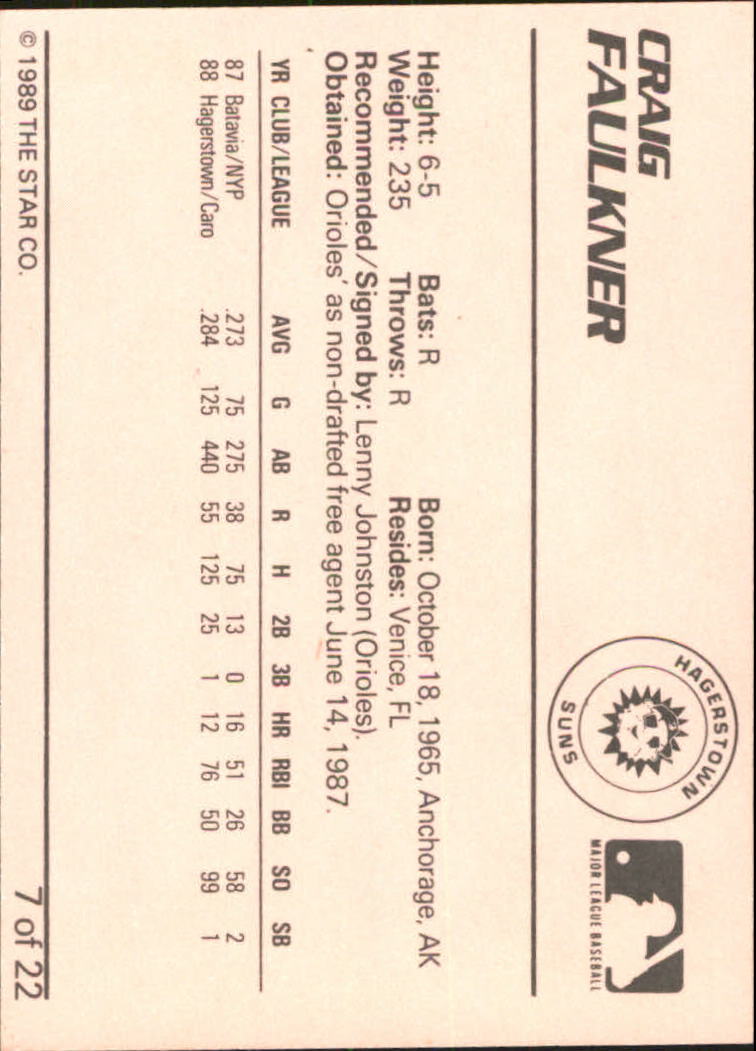 CRAIG
FAULKNER
HAGERSTOWN
SUNS
MAJOR LEAGUE BASEBALL
Height: 6-5 Bats: R Born: October 18, 1965, Anchorage, AK
Weight: 235 Throws: R Resides: Venice, FL
Recommended/Signed by: Lenny Johnston (Orioles).
Obtained: Orioles' as non-drafted free agent June 14, 1987.
YR CLUB/LEAGUE AVG G AB R H 2B 3B HR RBI BB SO SB
87 Batavia/NYP .273 75 275 38 75 13 0 16 51 26 58 2
88 Hagerstown/Caro .284 125 440 55 125 25 1 12 76 50 99 1
© 1989 THE STAR CO. 7 of 22